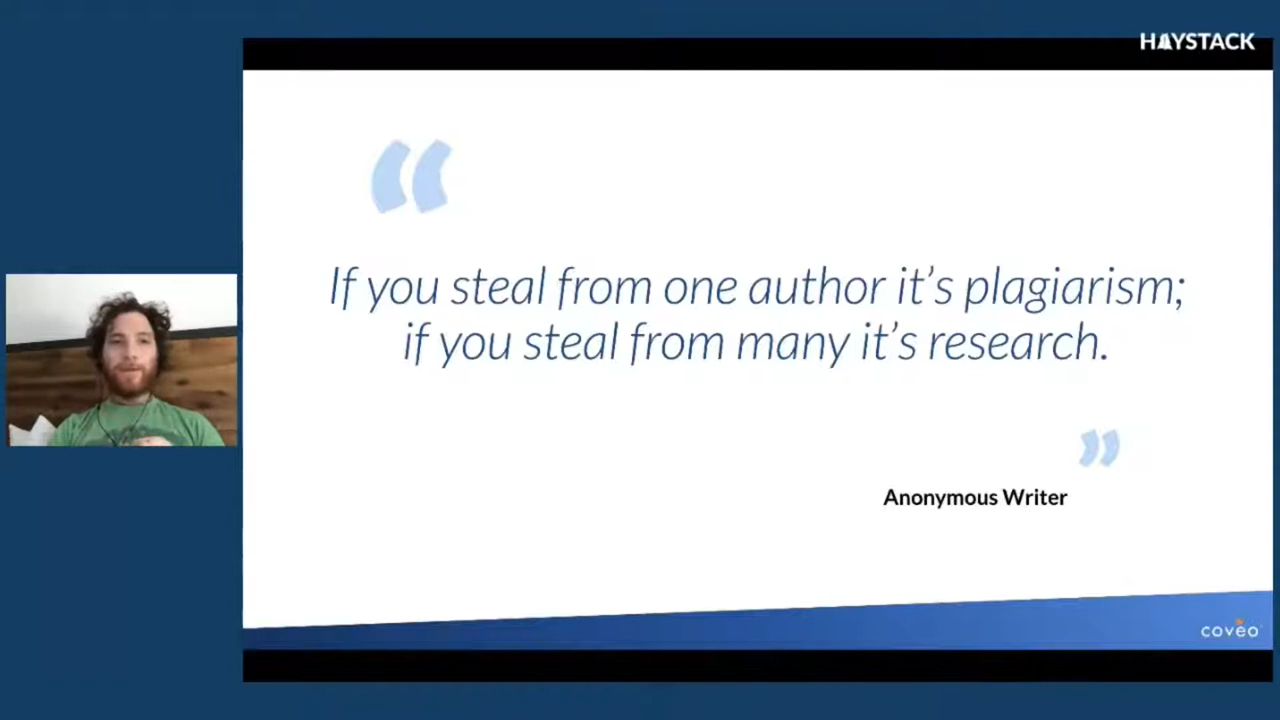 HAYSTACK
“
If you steal from one author it’s plagiarism;
if you steal from many it’s research.
”
Anonymous Writer
coveo